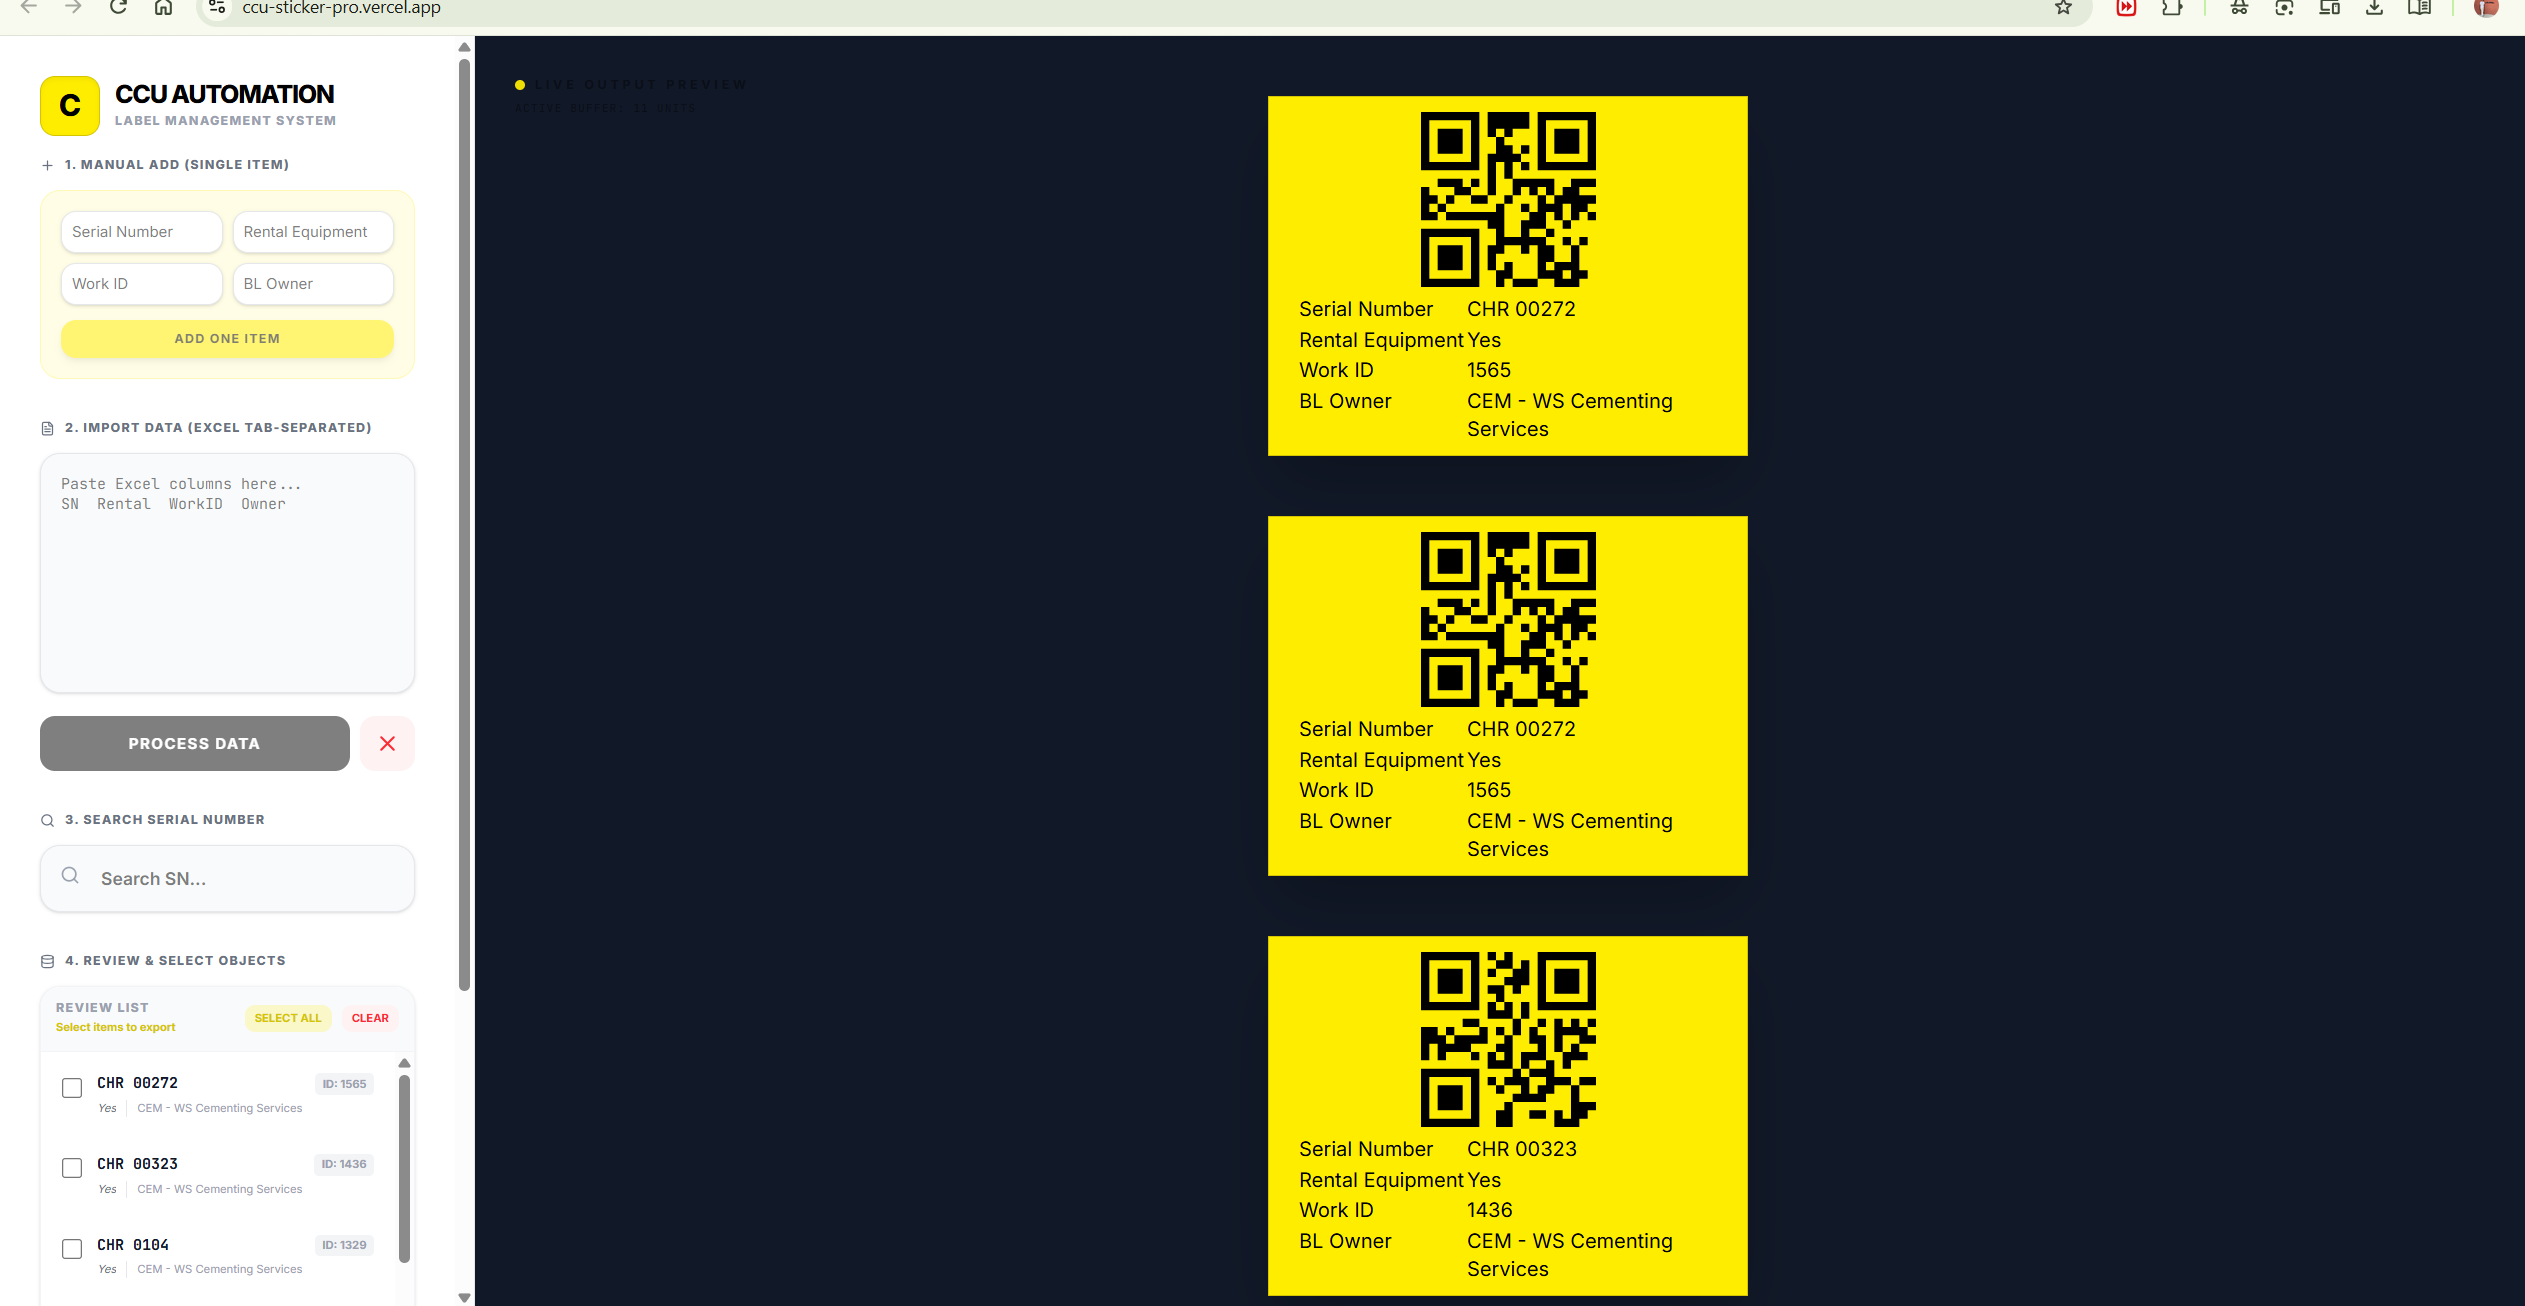 ccu-sticker-pro.vercel.app
C
CCU AUTOMATION
LABEL MANAGEMENT SYSTEM
1. MANUAL ADD (SINGLE ITEM)
Serial Number
Rental Equipment
Work ID
BL Owner
ADD ONE ITEM
2. IMPORT DATA (EXCEL TAB-SEPARATED)
Paste Excel columns here...
SN Rental WorkID Owner
PROCESS DATA
3. SEARCH SERIAL NUMBER
Search SN...
4. REVIEW & SELECT OBJECTS
REVIEW LIST
Select items to export
SELECT ALL
CLEAR
CHR 00272
ID: 1565
Yes
CEM - WS Cementing Services
CHR 00323
ID: 1436
Yes
CEM - WS Cementing Services
CHR 0104
ID: 1329
Yes
CEM - WS Cementing Services
LIVE OUTPUT PREVIEW
ACTIVE BUFFER: 11 UNITS
Serial Number CHR 00272
Rental Equipment Yes
Work ID 1565
BL Owner CEM - WS Cementing
Services
Serial Number CHR 00272
Rental Equipment Yes
Work ID 1565
BL Owner CEM - WS Cementing
Services
Serial Number CHR 00323
Rental Equipment Yes
Work ID 1436
BL Owner CEM - WS Cementing
Services